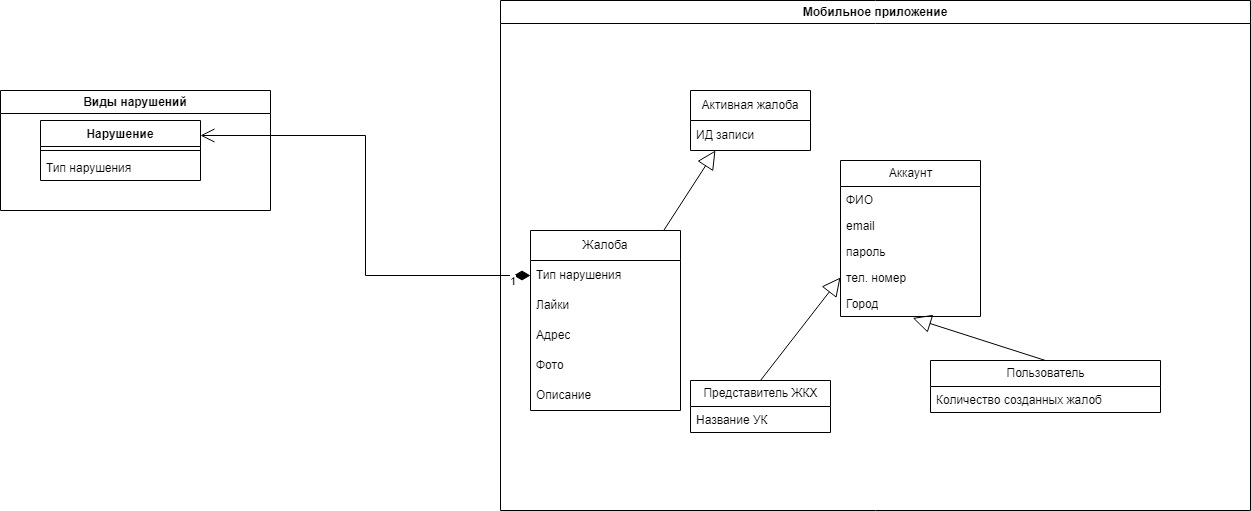 Мобильное приложение
Виды нарушений
Нарушение
Тип нарушения
Активная жалоба
ИД записи
Аккаунт
ФИО
email
пароль
тел. номер
Город
Жалоба
1
Тип нарушения
Лайки
Адрес
Фото
Описание
Представитель ЖКХ
Название УК
Пользователь
Количество созданных жалоб